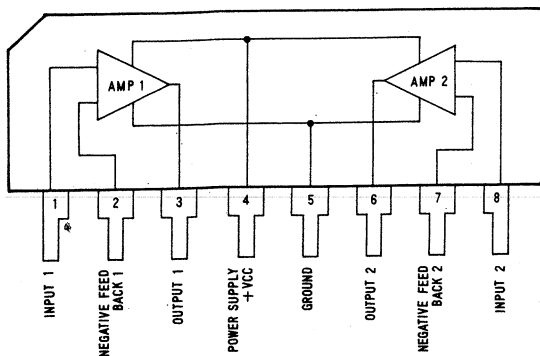 AMP 1
AMP 2
1
2
3
4
5
6
7
8
INPUT 1
NEGATIVE FEED
BACK 1
OUTPUT 1
POWER SUPPLY
+VCC
GROUND
OUTPUT 2
NEGATIVE FEED
BACK 2
INPUT 2